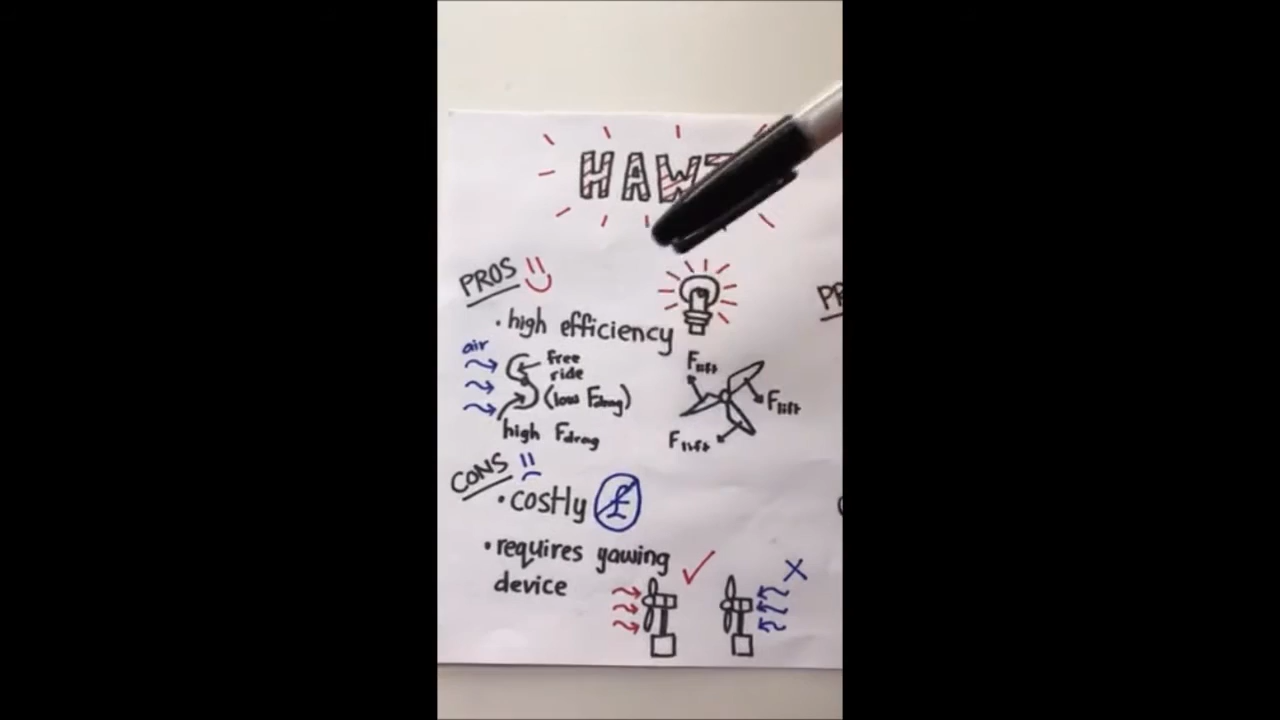 HAWT
PROS
• high efficiency
air
free
ride
(low Fdrag)
high Fdrag
Flift
Flift
Flift
CONS
• costly £
• requires yawing
device